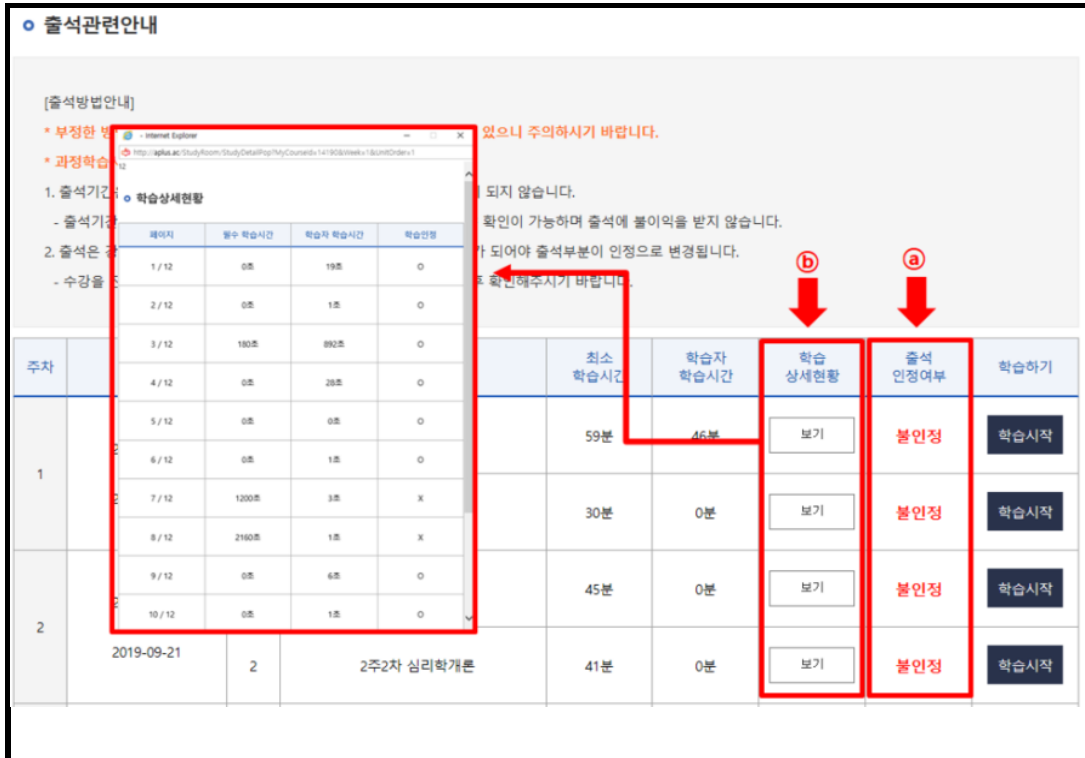 출석관련안내
[출석방법안내]
* 부정한 방 있으니 주의하시기 바랍니다.
* 과정학습
1. 출석기간은 되지 않습니다.
- 출석기간 확인이 가능하며 출석에 불이익을 받지 않습니다.
2. 출석은 강 가 되어야 출석부분이 인정으로 변경됩니다.
- 수강을 후 확인해주시기 바랍니다.
- Internet Explorer
http://aplus.ac/StudyRoom/StudyDetailPop?MyCourseId=14190&Week=1&UnitOrder=1
12
학습상세현황
페이지 필수 학습시간 학습자 학습시간 학습인정
1 / 12 0초 19초 O
2 / 12 0초 1초 O
3 / 12 180초 892초 O
4 / 12 0초 28초 O
5 / 12 0초 0초 O
6 / 12 0초 1초 O
7 / 12 1200초 3초 X
8 / 12 2160초 1초 X
9 / 12 0초 6초 O
10 / 12 0초 1초 O
ⓑ ⓐ
주차 최소 학습시간 학습자 학습시간 학습 상세현황 출석 인정여부 학습하기
1 59분 46분 보기 불인정 학습시작
30분 0분 보기 불인정 학습시작
2 45분 0분 보기 불인정 학습시작
2019-09-21 2 2주2차 심리학개론 41분 0분 보기 불인정 학습시작